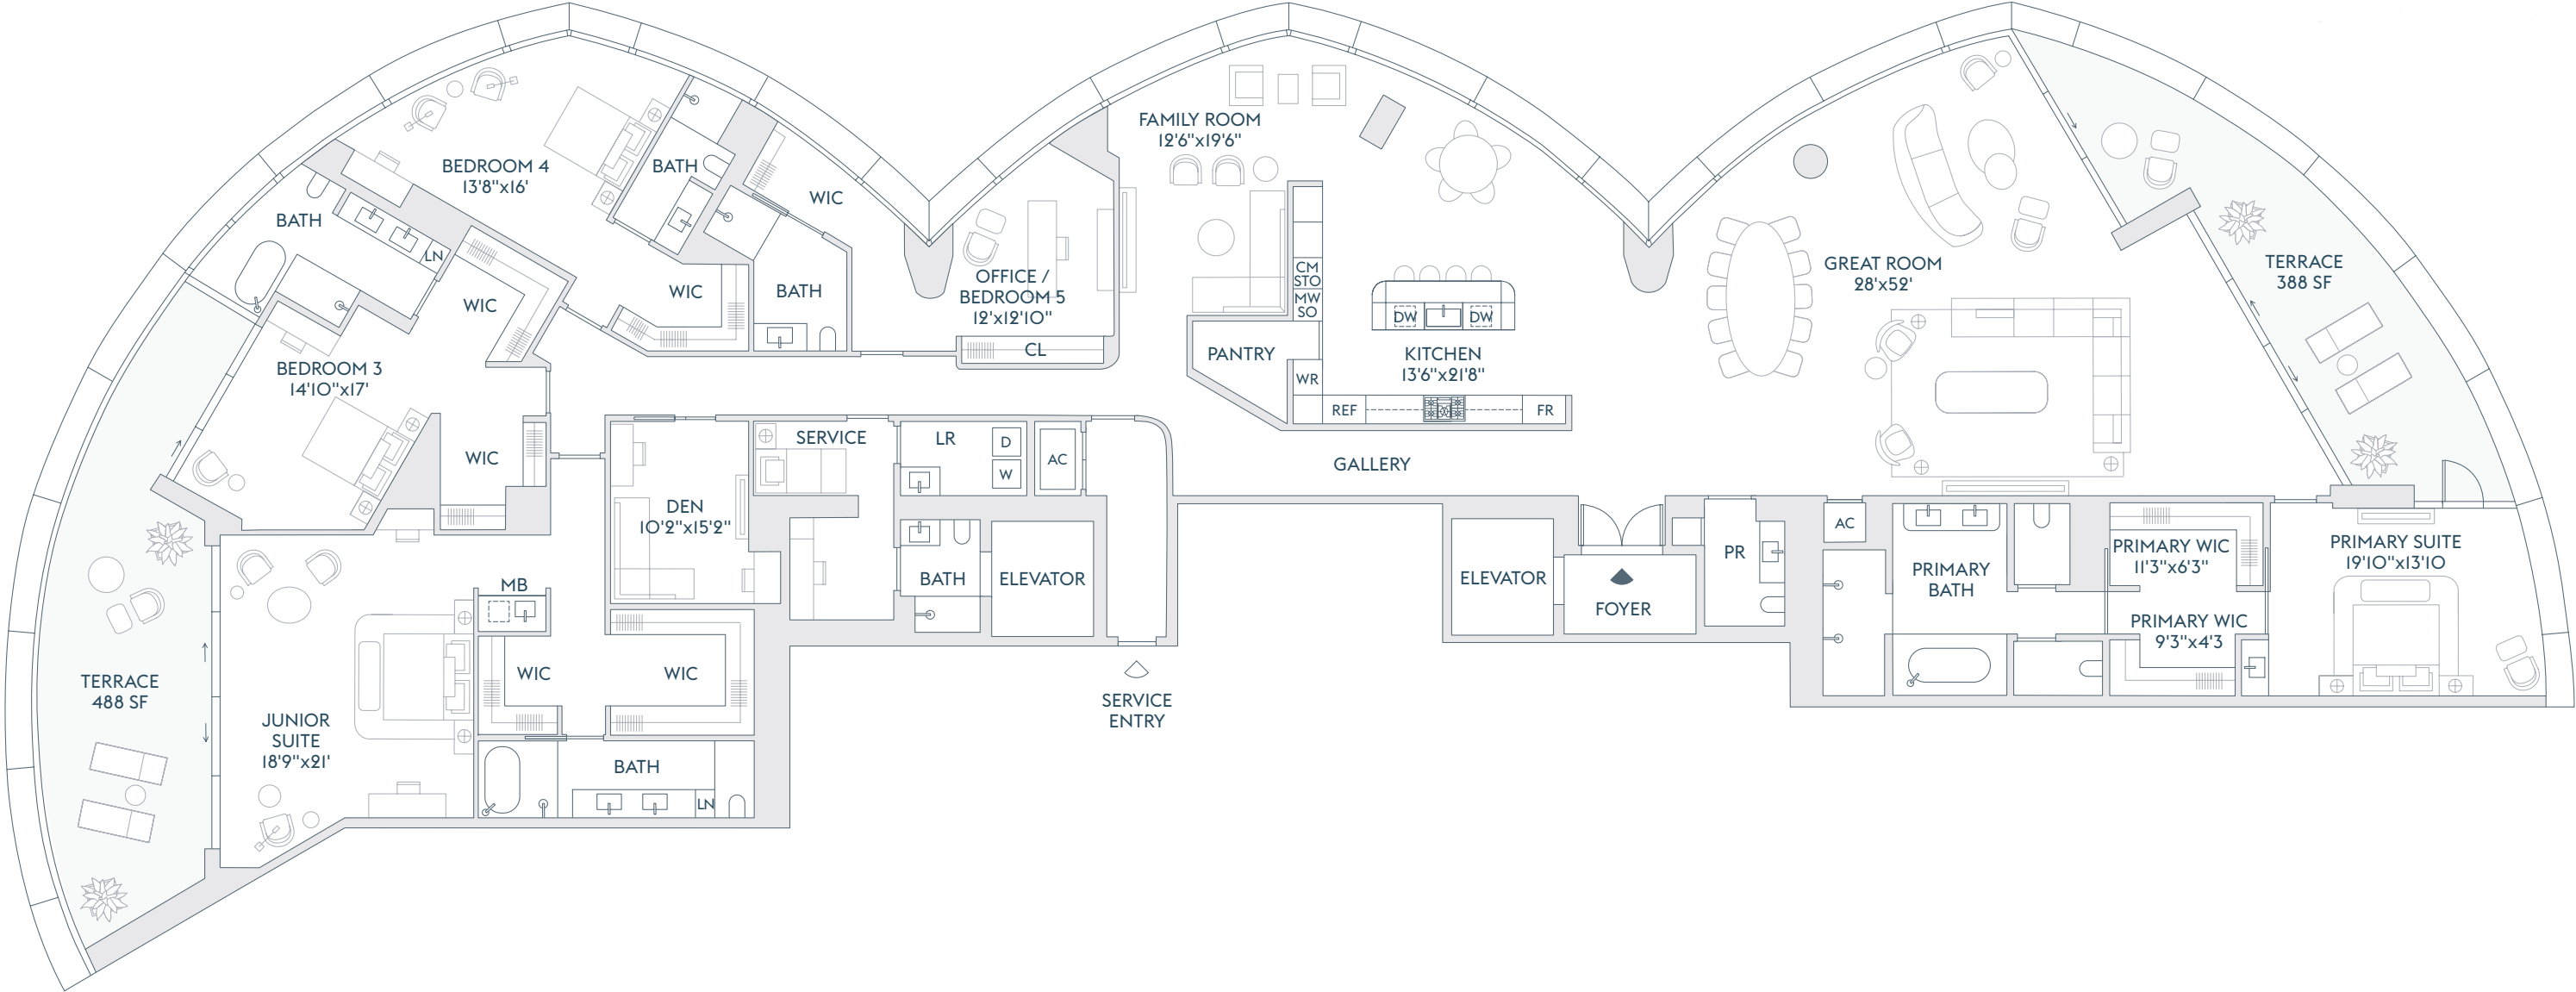 BEDROOM 4
13'8"x16'
BATH
WIC
BATH
LN
WIC
WIC
BATH
BEDROOM 3
14'10"x17'
WIC
OFFICE /
BEDROOM 5
12'x12'10"
CL
FAMILY ROOM
12'6"x19'6"
CM
STO
MW
SO
PANTRY
WR
DW
DW
KITCHEN
13'6"x21'8"
REF
FR
GREAT ROOM
28'x52'
TERRACE
388 SF
GALLERY
DEN
10'2"x15'2"
SERVICE
LR
D
W
AC
BATH
ELEVATOR
ELEVATOR
FOYER
PR
AC
PRIMARY
BATH
PRIMARY WIC
11'3"x6'3"
PRIMARY WIC
9'3"x4'3
PRIMARY SUITE
19'10"x13'10
MB
WIC
WIC
TERRACE
488 SF
JUNIOR
SUITE
18'9"x21'
BATH
LN
SERVICE
ENTRY